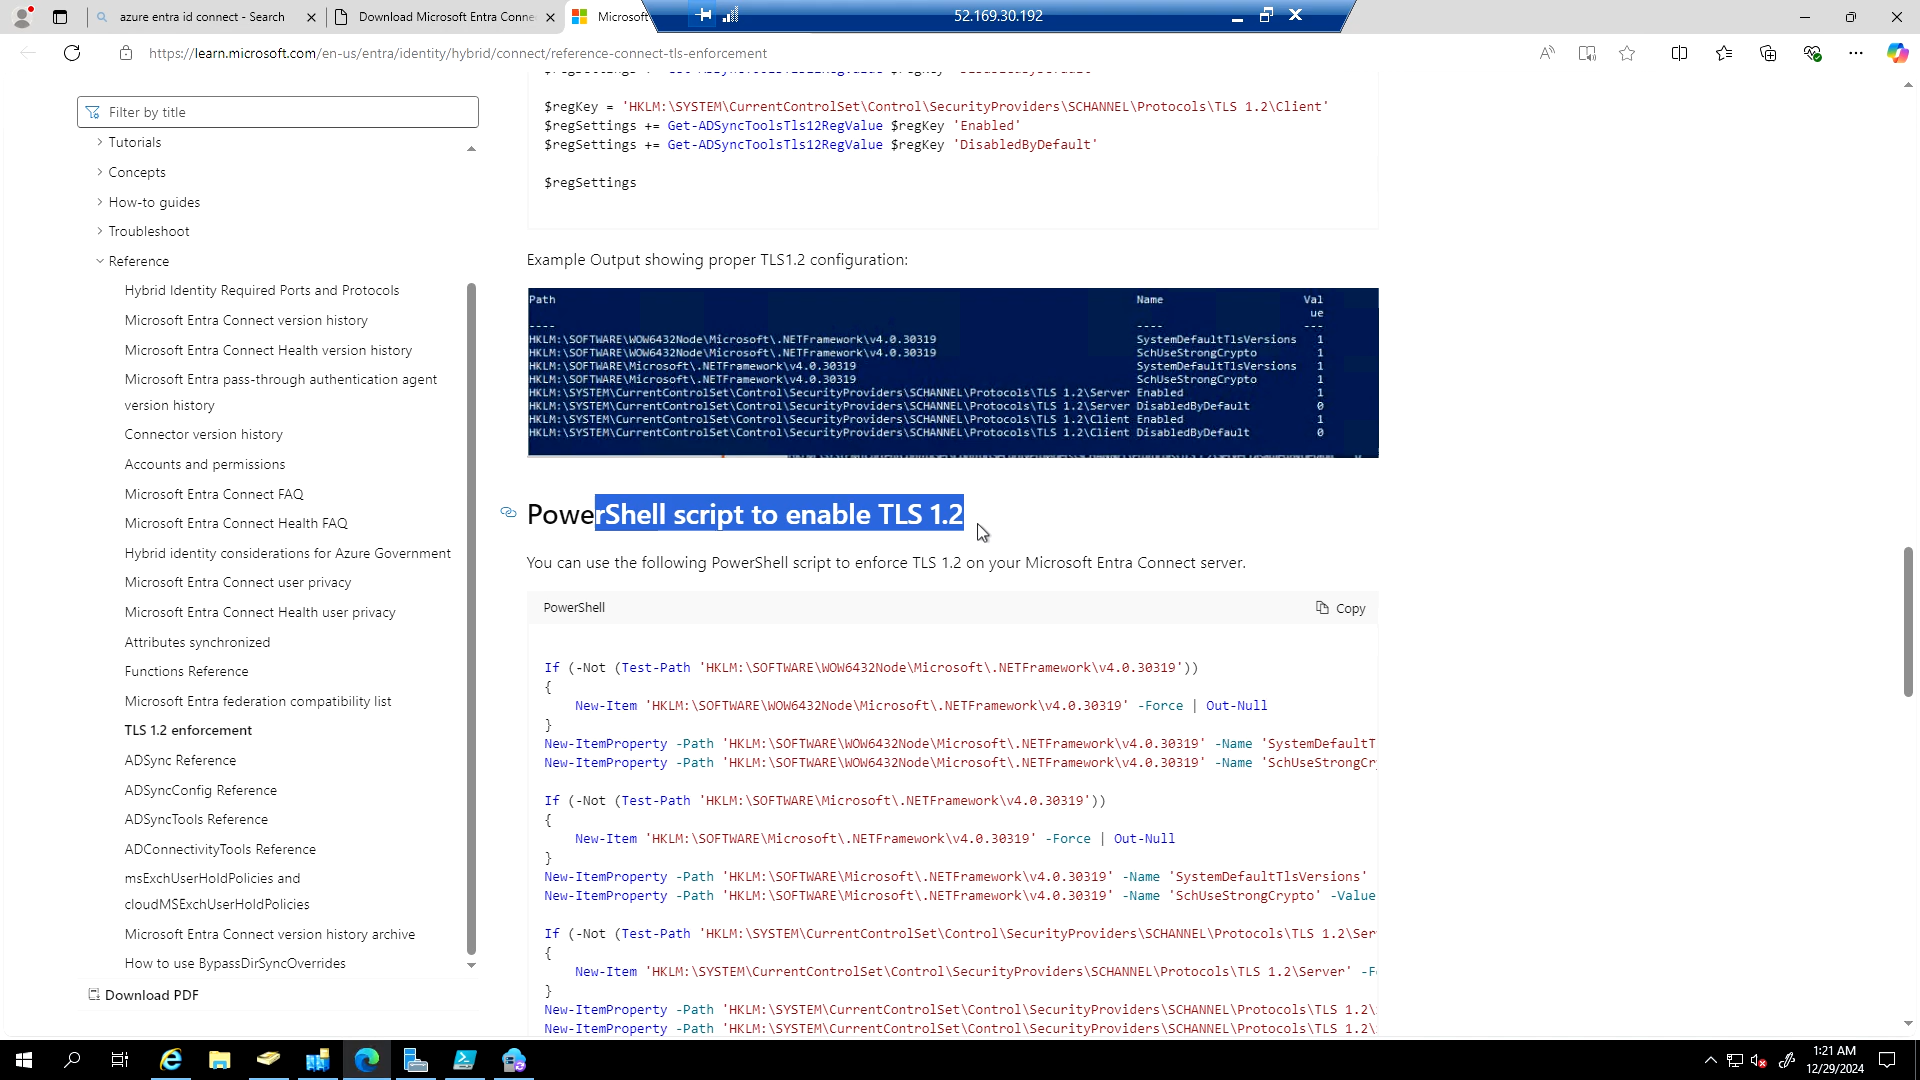 azure entra id connect - Search
Download Microsoft Entra Conne
Microsoft
52.169.30.192
https://learn.microsoft.com/en-us/entra/identity/hybrid/connect/reference-connect-tls-enforcement
Filter by title
Tutorials
Concepts
How-to guides
Troubleshoot
Reference
Hybrid Identity Required Ports and Protocols
Microsoft Entra Connect version history
Microsoft Entra Connect Health version history
Microsoft Entra pass-through authentication agent
version history
Connector version history
Accounts and permissions
Microsoft Entra Connect FAQ
Microsoft Entra Connect Health FAQ
Hybrid identity considerations for Azure Government
Microsoft Entra Connect user privacy
Microsoft Entra Connect Health user privacy
Attributes synchronized
Functions Reference
Microsoft Entra federation compatibility list
TLS 1.2 enforcement
ADSync Reference
ADSyncConfig Reference
ADSyncTools Reference
ADConnectivityTools Reference
msExchUserHoldPolicies and
cloudMSExchUserHoldPolicies
Microsoft Entra Connect version history archive
How to use BypassDirSyncOverrides
Download PDF
$regSettings += Get-ADSyncToolsTls12RegValue $regKey 'DisabledByDefault'
$regKey = 'HKLM:\SYSTEM\CurrentControlSet\Control\SecurityProviders\SCHANNEL\Protocols\TLS 1.2\Client'
$regSettings += Get-ADSyncToolsTls12RegValue $regKey 'Enabled'
$regSettings += Get-ADSyncToolsTls12RegValue $regKey 'DisabledByDefault'
$regSettings
Example Output showing proper TLS1.2 configuration:
Path Name Val
ue
---- ---- ---
HKLM:\SOFTWARE\WOW6432Node\Microsoft\.NETFramework\v4.0.30319 SystemDefaultTlsVersions 1
HKLM:\SOFTWARE\WOW6432Node\Microsoft\.NETFramework\v4.0.30319 SchUseStrongCrypto 1
HKLM:\SOFTWARE\Microsoft\.NETFramework\v4.0.30319 SystemDefaultTlsVersions 1
HKLM:\SOFTWARE\Microsoft\.NETFramework\v4.0.30319 SchUseStrongCrypto 1
HKLM:\SYSTEM\CurrentControlSet\Control\SecurityProviders\SCHANNEL\Protocols\TLS 1.2\Server Enabled 1
HKLM:\SYSTEM\CurrentControlSet\Control\SecurityProviders\SCHANNEL\Protocols\TLS 1.2\Server DisabledByDefault 0
HKLM:\SYSTEM\CurrentControlSet\Control\SecurityProviders\SCHANNEL\Protocols\TLS 1.2\Client Enabled 1
HKLM:\SYSTEM\CurrentControlSet\Control\SecurityProviders\SCHANNEL\Protocols\TLS 1.2\Client DisabledByDefault 0
PowerShell script to enable TLS 1.2
You can use the following PowerShell script to enforce TLS 1.2 on your Microsoft Entra Connect server.
PowerShell
Copy
If (-Not (Test-Path 'HKLM:\SOFTWARE\WOW6432Node\Microsoft\.NETFramework\v4.0.30319'))
{
New-Item 'HKLM:\SOFTWARE\WOW6432Node\Microsoft\.NETFramework\v4.0.30319' -Force | Out-Null
}
New-ItemProperty -Path 'HKLM:\SOFTWARE\WOW6432Node\Microsoft\.NETFramework\v4.0.30319' -Name 'SystemDefaultT
New-ItemProperty -Path 'HKLM:\SOFTWARE\WOW6432Node\Microsoft\.NETFramework\v4.0.30319' -Name 'SchUseStrongCry
If (-Not (Test-Path 'HKLM:\SOFTWARE\Microsoft\.NETFramework\v4.0.30319'))
{
New-Item 'HKLM:\SOFTWARE\Microsoft\.NETFramework\v4.0.30319' -Force | Out-Null
}
New-ItemProperty -Path 'HKLM:\SOFTWARE\Microsoft\.NETFramework\v4.0.30319' -Name 'SystemDefaultTlsVersions'
New-ItemProperty -Path 'HKLM:\SOFTWARE\Microsoft\.NETFramework\v4.0.30319' -Name 'SchUseStrongCrypto' -Value
If (-Not (Test-Path 'HKLM:\SYSTEM\CurrentControlSet\Control\SecurityProviders\SCHANNEL\Protocols\TLS 1.2\Ser
{
New-Item 'HKLM:\SYSTEM\CurrentControlSet\Control\SecurityProviders\SCHANNEL\Protocols\TLS 1.2\Server' -F
}
New-ItemProperty -Path 'HKLM:\SYSTEM\CurrentControlSet\Control\SecurityProviders\SCHANNEL\Protocols\TLS 1.2\
New-ItemProperty -Path 'HKLM:\SYSTEM\CurrentControlSet\Control\SecurityProviders\SCHANNEL\Protocols\TLS 1.2\
1:21 AM
12/29/2024